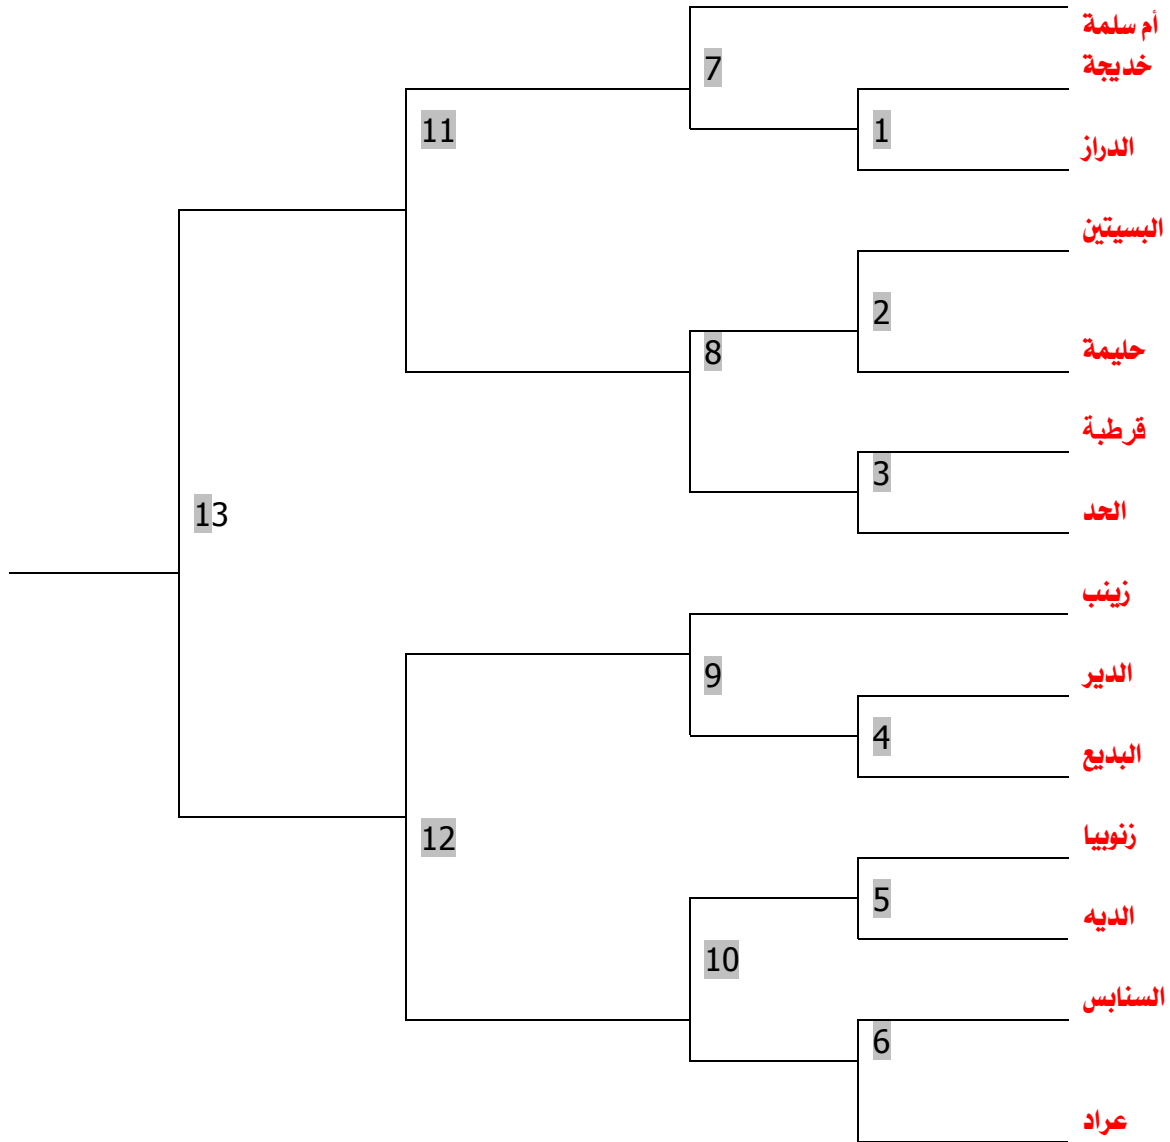 أم سلمة
خديجة
7
11
1
الدراز
البسيتين
2
حليمة
8
قرطبة
3
الحد
13
زينب
الدير
9
4
البديع
زنوبيا
12
5
الديه
10
السنابس
6
عراد